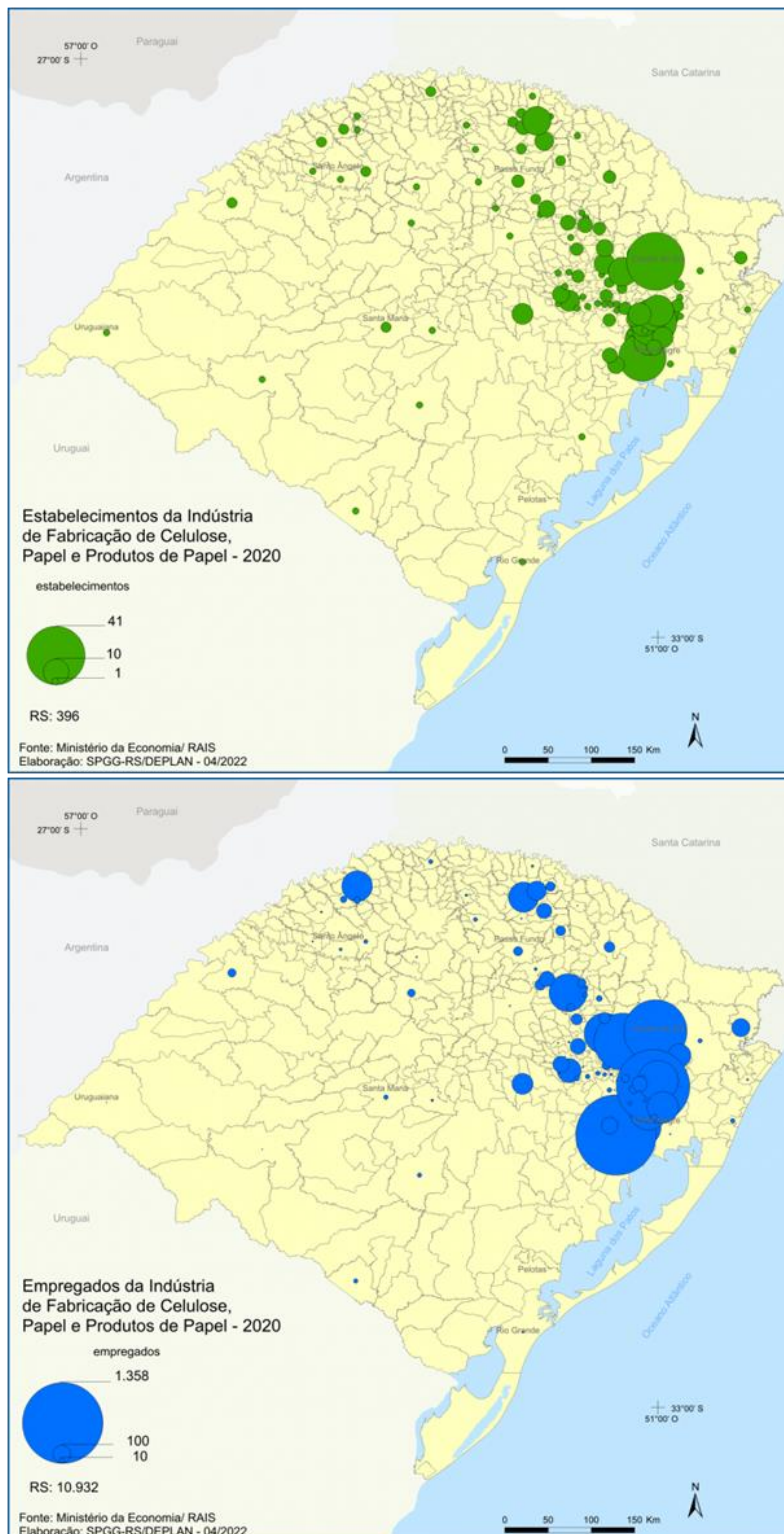 Paraguai
57°00' O
27°00' S
Santa Catarina
Argentina
Santo Ângelo
Passo Fundo
Caxias do Sul
Santa Maria
Uruguaiana
Porto Alegre
Uruguai
Laguna dos Patos
Pelotas
Oceano Atlântico
Rio Grande
Estabelecimentos da Indústria
de Fabricação de Celulose,
Papel e Produtos de Papel - 2020
estabelecimentos
41
10
1
33°00' S
51°00' O
RS: 396
N
Fonte: Ministério da Economia/ RAIS
Elaboração: SPGG-RS/DEPLAN - 04/2022
0 50 100 150 Km
Paraguai
57°00' O
27°00' S
Santa Catarina
Argentina
Santo Ângelo
Passo Fundo
Santa Maria
Uruguaiana
Uruguai
Laguna dos Patos
Pelotas
Oceano Atlântico
Rio Grande
Empregados da Indústria
de Fabricação de Celulose,
Papel e Produtos de Papel - 2020
empregados
1.358
100
10
33°00' S
51°00' O
RS: 10.932
N
Fonte: Ministério da Economia/ RAIS
Elaboração: SPGG-RS/DEPLAN - 04/2022
0 50 100 150 Km